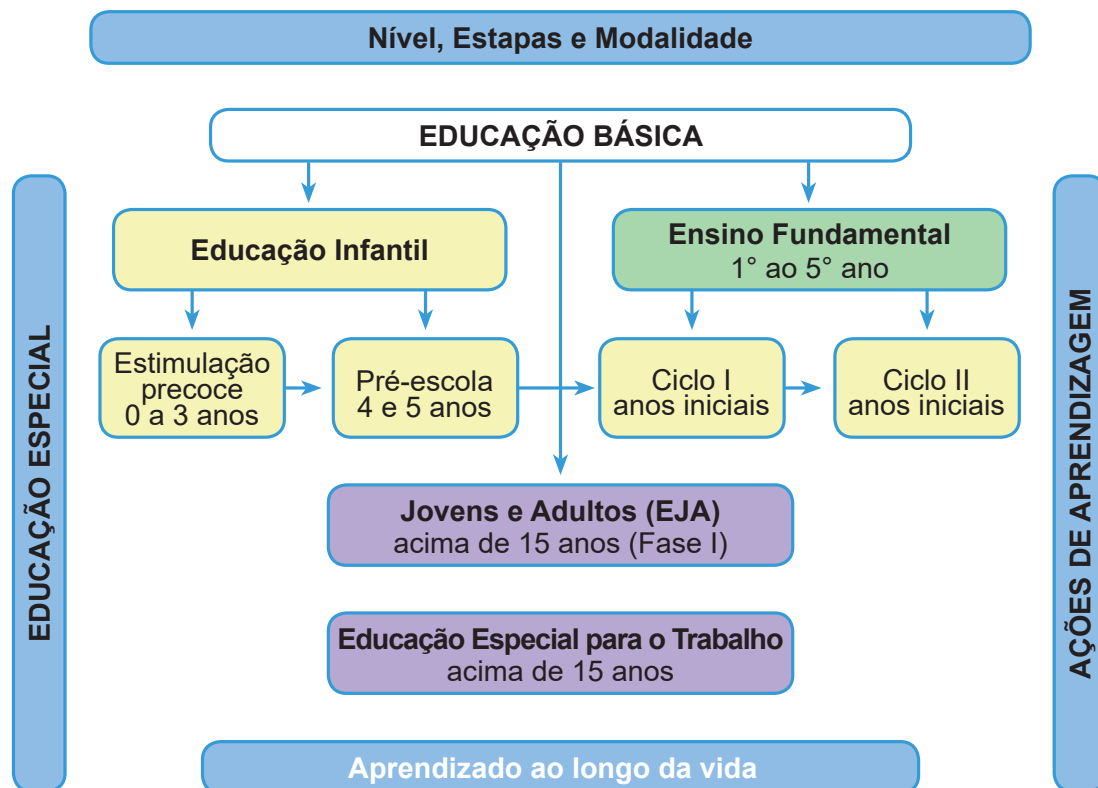 Nível, Estapas e Modalidade
EDUCAÇÃO BÁSICA
EDUCAÇÃO ESPECIAL
AÇÕES DE APRENDIZAGEM
Educação Infantil
Ensino Fundamental
1° ao 5° ano
Estimulação
precoce
0 a 3 anos
Pré-escola
4 e 5 anos
Ciclo I
anos iniciais
Ciclo II
anos iniciais
Jovens e Adultos (EJA)
acima de 15 anos (Fase I)
Educação Especial para o Trabalho
acima de 15 anos
Aprendizado ao longo da vida